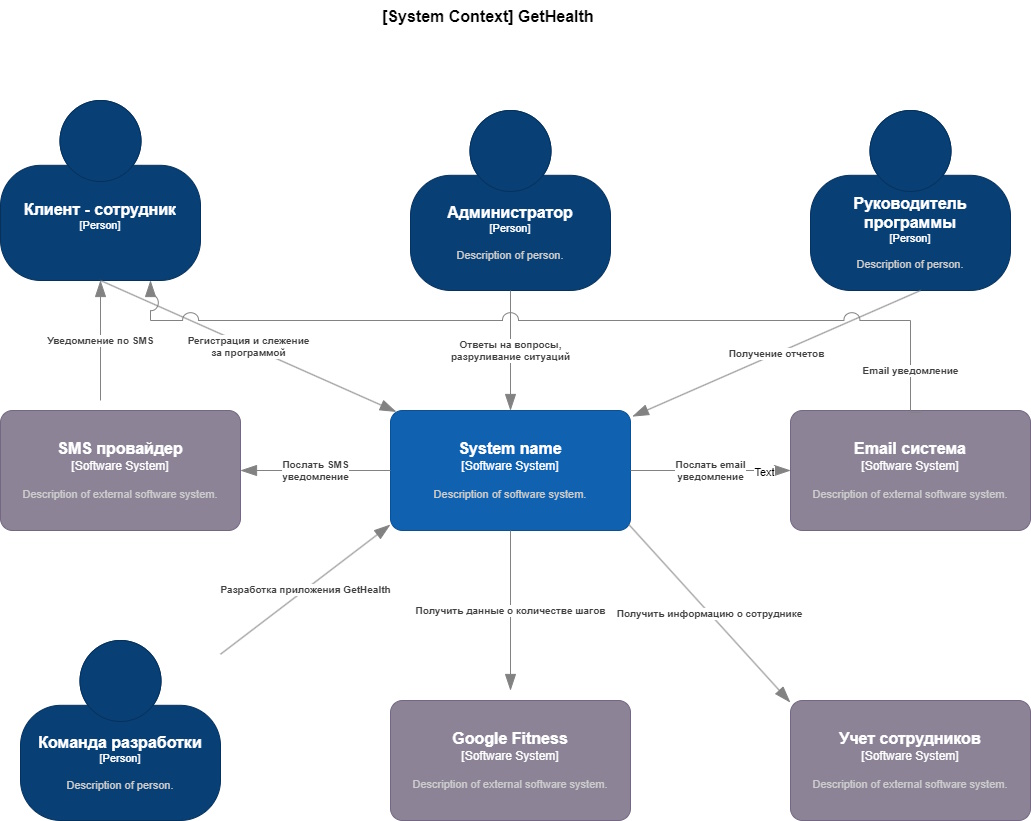 [System Context] GetHealth
Клиент - сотрудник
[Person]
Администратор
[Person]
Description of person.
Руководитель
программы
[Person]
Description of person.
Уведомление по SMS
Регистрация и слежение
за программой
Ответы на вопросы,
разруливание ситуаций
Получение отчетов
Email уведомление
SMS провайдер
[Software System]
Description of external software system.
Послать SMS
уведомление
System name
[Software System]
Description of software system.
Послать email
уведомление
Text
Email система
[Software System]
Description of external software system.
Разработка приложения GetHealth
Получить данные о количестве шагов
Получить информацию о сотруднике
Команда разработки
[Person]
Description of person.
Google Fitness
[Software System]
Description of external software system.
Учет сотрудников
[Software System]
Description of external software system.